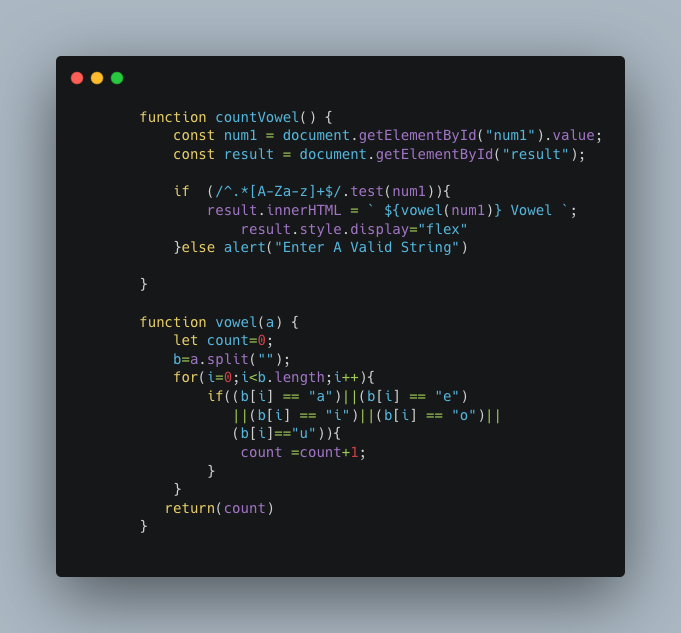 function countVowel() {
    const num1 = document.getElementById("num1").value;
    const result = document.getElementById("result");

    if  (/^.*[A-Za-z]+$/.test(num1)){
        result.innerHTML = ` ${vowel(num1)} Vowel `;
            result.style.display="flex"
    }else alert("Enter A Valid String")

}

function vowel(a) {
    let count=0;
    b=a.split("");
    for(i=0;i<b.length;i++){
        if((b[i] == "a")||(b[i] == "e")
           ||(b[i] == "i")||(b[i] == "o")||
           (b[i]=="u")){
            count =count+1;
        }
    }
   return(count)
}